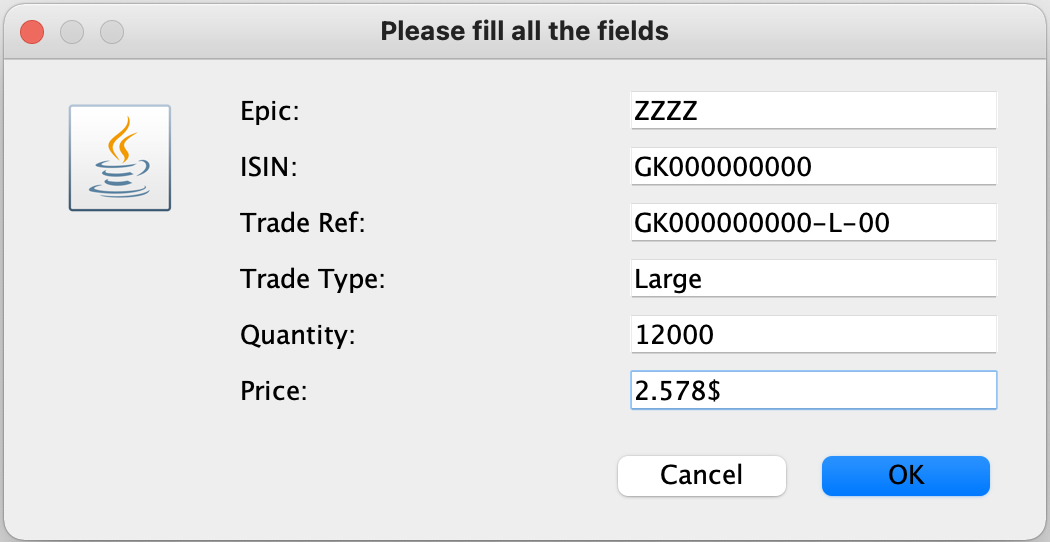 Please fill all the fields
Epic: ZZZZ
ISIN: GK000000000
Trade Ref: GK000000000-L-00
Trade Type: Large
Quantity: 12000
Price: 2.578$
Cancel OK